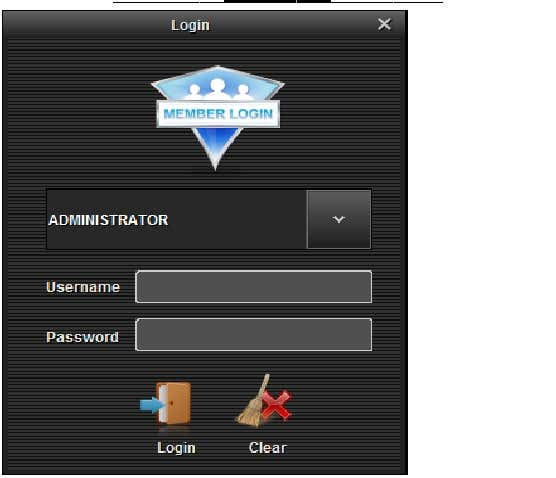 Login
MEMBER LOGIN
ADMINISTRATOR
Username
Password
Login Clear